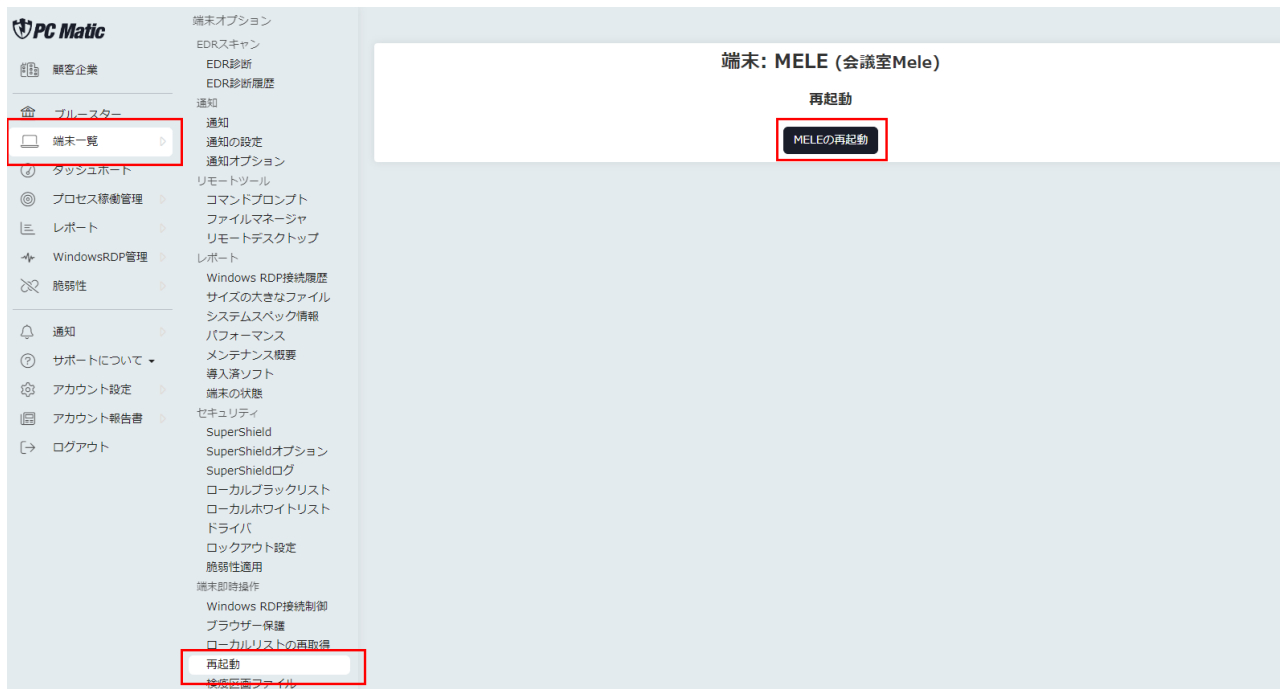 PC Matic
顧客企業
ブルースター
端末一覧
ダッシュボード
プロセス稼働管理
レポート
WindowsRDP管理
脆弱性
通知
サポートについて
アカウント設定
アカウント報告書
ログアウト
端末オプション
EDRスキャン
EDR診断
EDR診断履歴
通知
通知
通知の設定
通知オプション
リモートツール
コマンドプロンプト
ファイルマネージャ
リモートデスクトップ
レポート
Windows RDP接続履歴
サイズの大きなファイル
システムスペック情報
パフォーマンス
メンテナンス概要
導入済ソフト
端末の状態
セキュリティ
SuperShield
SuperShieldオプション
SuperShieldログ
ローカルブラックリスト
ローカルホワイトリスト
ドライバ
ロックアウト設定
脆弱性適用
端末即時操作
Windows RDP接続制御
ブラウザー保護
ローカルリストの再取得
再起動
検疫区画ファイル
端末: MELE (会議室Mele)
再起動
MELEの再起動